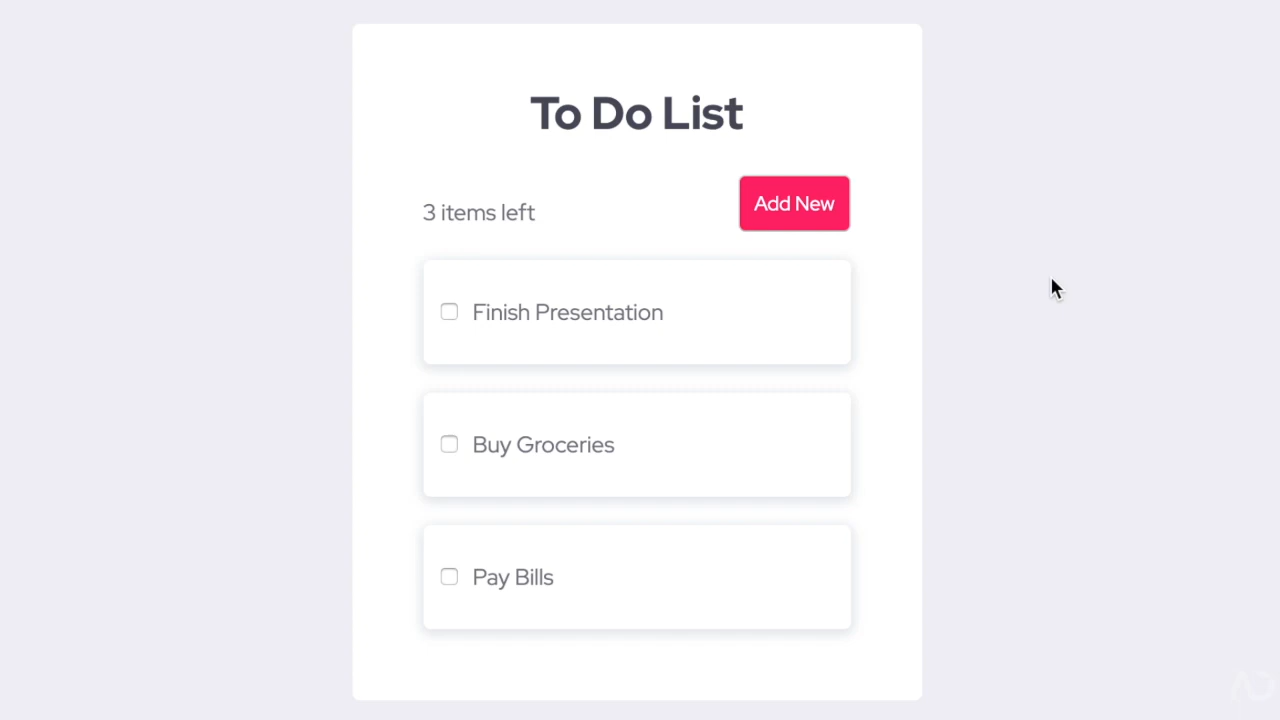 To Do List
3 items left
Add New
Finish Presentation
Buy Groceries
Pay Bills